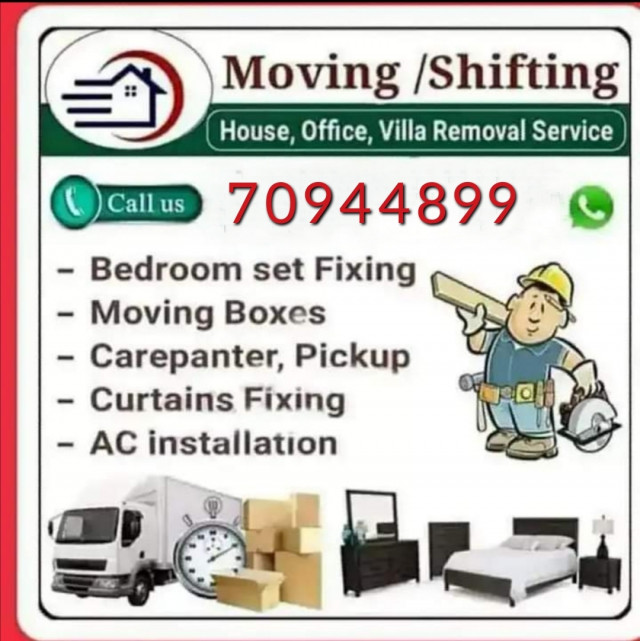 Moving /Shifting
House, Office, Villa Removal Service
Call us 70944899
- Bedroom set Fixing
- Moving Boxes
- Carepanter, Pickup
- Curtains Fixing
- AC installation